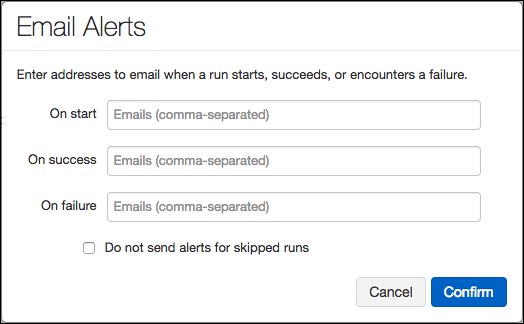 Email Alerts
Enter addresses to email when a run starts, succeeds, or encounters a failure.
On start Emails (comma-separated)
On success Emails (comma-separated)
On failure Emails (comma-separated)
Do not send alerts for skipped runs
Cancel Confirm